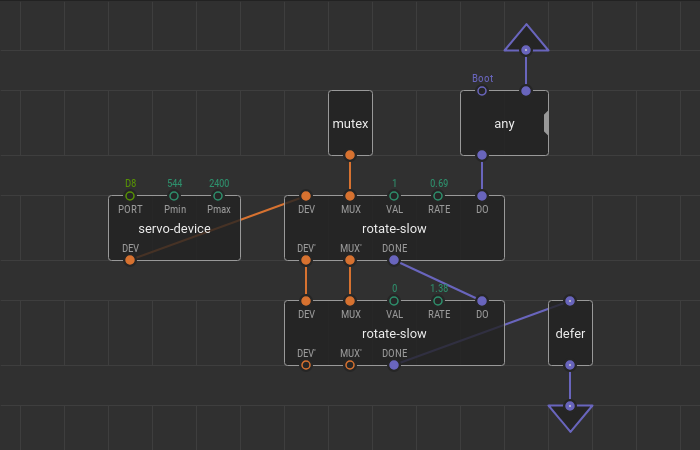 Boot
mutex
any
D8 544 2400
1 0.69
PORT Pmin Pmax
DEV MUX VAL RATE DO
servo-device
rotate-slow
DEV
DEV' MUX' DONE
0 1.38
DEV MUX VAL RATE DO
rotate-slow
defer
DEV' MUX' DONE